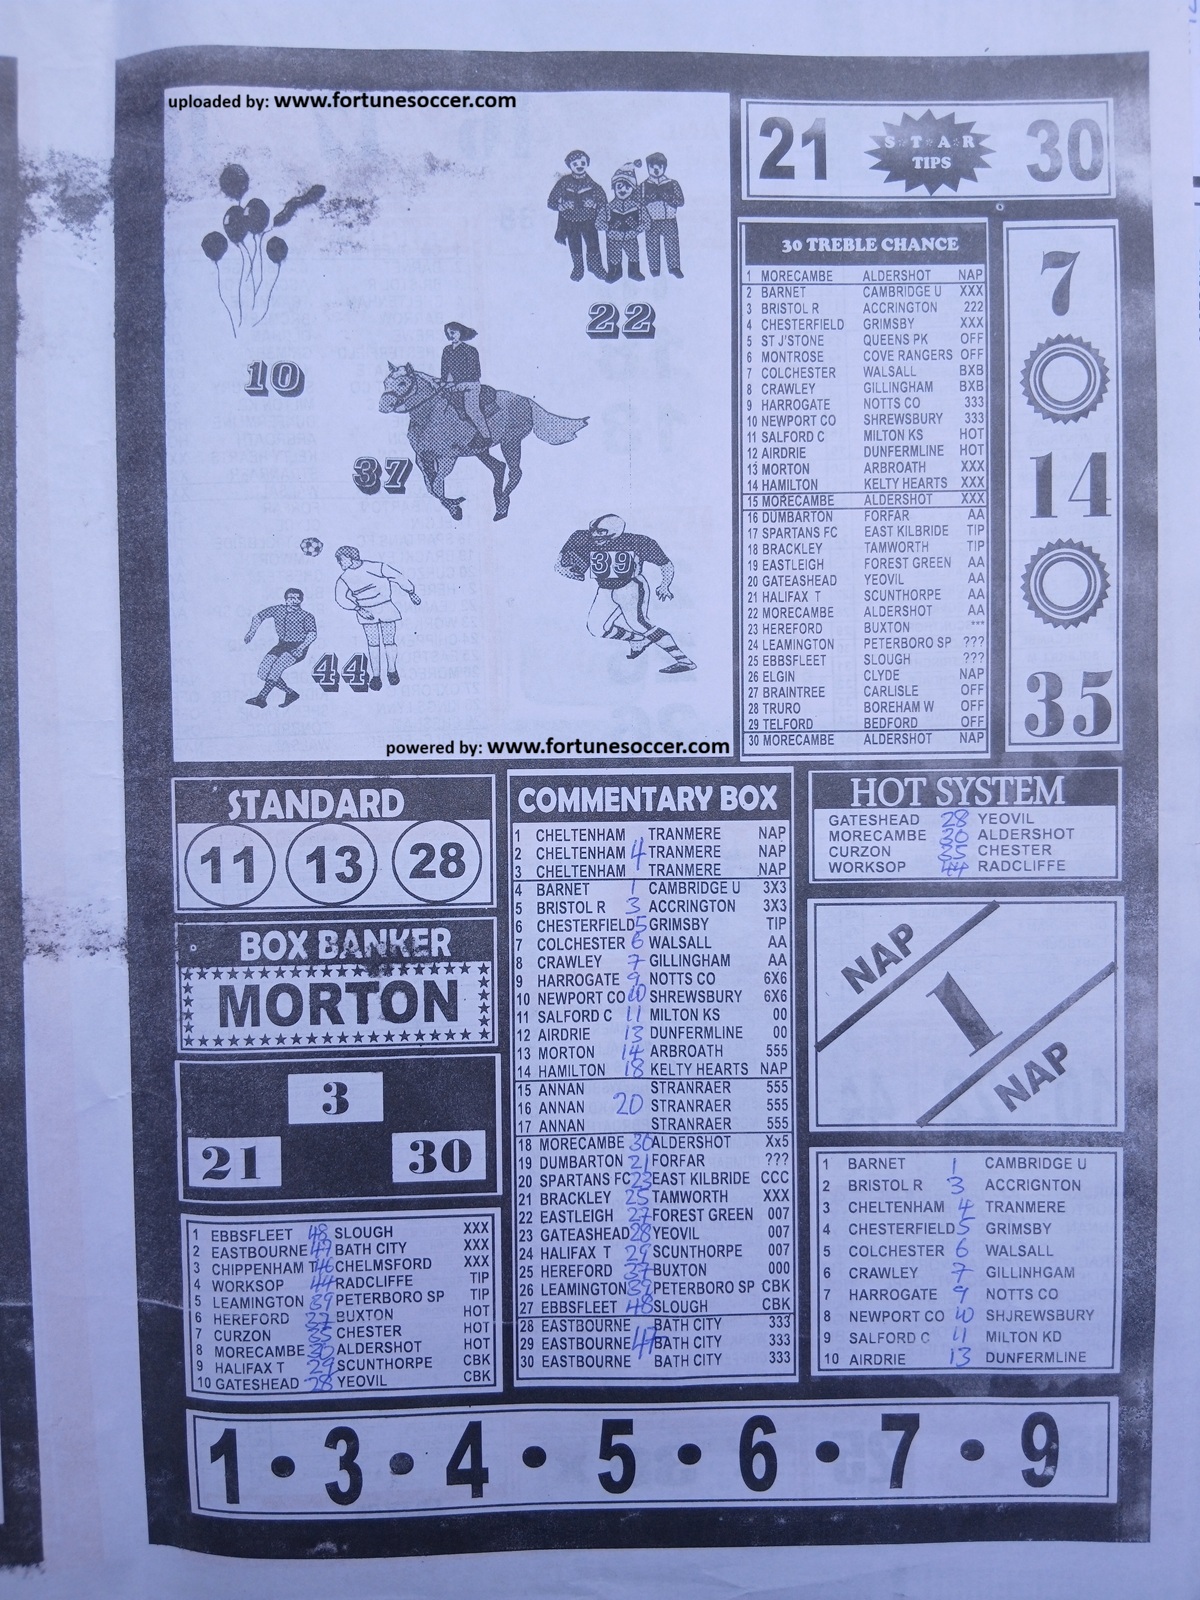 uploaded by: www.fortunesoccer.com
10
22
37
39
44
powered by: www.fortunesoccer.com
21 S·T·A·R TIPS 30
30 TREBLE CHANCE
1 MORECAMBE ALDERSHOT NAP
2 BARNET CAMBRIDGE U XXX
3 BRISTOL R ACCRINGTON 222
4 CHESTERFIELD GRIMSBY XXX
5 ST J'STONE QUEENS PK OFF
6 MONTROSE COVE RANGERS OFF
7 COLCHESTER WALSALL BXB
8 CRAWLEY GILLINGHAM BXB
9 HARROGATE NOTTS CO 333
10 NEWPORT CO SHREWSBURY 333
11 SALFORD C MILTON KS HOT
12 AIRDRIE DUNFERMLINE HOT
13 MORTON ARBROATH XXX
14 HAMILTON KELTY HEARTS XXX
15 MORECAMBE ALDERSHOT XXX
16 DUMBARTON FORFAR AA
17 SPARTANS FC EAST KILBRIDE TIP
18 BRACKLEY TAMWORTH TIP
19 EASTLEIGH FOREST GREEN AA
20 GATEASHEAD YEOVIL AA
21 HALIFAX T SCUNTHORPE AA
22 MORECAMBE ALDERSHOT AA
23 HEREFORD BUXTON ***
24 LEAMINGTON PETERBORO SP ???
25 EBBSFLEET SLOUGH ???
26 ELGIN CLYDE NAP
27 BRAINTREE CARLISLE OFF
28 TRURO BOREHAM W OFF
29 TELFORD BEDFORD OFF
30 MORECAMBE ALDERSHOT NAP
7
14
35
STANDARD
11 13 28
BOX BANKER
MORTON
3
21 30
1 EBBSFLEET 48 SLOUGH XXX
2 EASTBOURNE 47 BATH CITY XXX
3 CHIPPENHAM T 46 CHELMSFORD XXX
4 WORKSOP 44 RADCLIFFE TIP
5 LEAMINGTON 39 PETERBORO SP TIP
6 HEREFORD 37 BUXTON HOT
7 CURZON 35 CHESTER HOT
8 MORECAMBE 30 ALDERSHOT HOT
9 HALIFAX T 29 SCUNTHORPE CBK
10 GATESHEAD 28 YEOVIL CBK
COMMENTARY BOX
1 CHELTENHAM TRANMERE NAP
2 CHELTENHAM 4 TRANMERE NAP
3 CHELTENHAM TRANMERE NAP
4 BARNET 1 CAMBRIDGE U 3X3
5 BRISTOL R 3 ACCRINGTON 3X3
6 CHESTERFIELD 5 GRIMSBY TIP
7 COLCHESTER 6 WALSALL AA
8 CRAWLEY 7 GILLINGHAM AA
9 HARROGATE 9 NOTTS CO 6X6
10 NEWPORT CO 10 SHREWSBURY 6X6
11 SALFORD C 11 MILTON KS 00
12 AIRDRIE 13 DUNFERMLINE 00
13 MORTON 14 ARBROATH 555
14 HAMILTON 18 KELTY HEARTS NAP
15 ANNAN STRANRAER 555
16 ANNAN 20 STRANRAER 555
17 ANNAN STRANRAER 555
18 MORECAMBE 30 ALDERSHOT Xx5
19 DUMBARTON 21 FORFAR ???
20 SPARTANS FC 23 EAST KILBRIDE CCC
21 BRACKLEY 25 TAMWORTH XXX
22 EASTLEIGH 27 FOREST GREEN 007
23 GATEASHEAD 28 YEOVIL 007
24 HALIFAX T 29 SCUNTHORPE 007
25 HEREFORD 37 BUXTON 000
26 LEAMINGTON 39 PETERBORO SP CBK
27 EBBSFLEET 48 SLOUGH CBK
28 EASTBOURNE BATH CITY 333
29 EASTBOURNE 47 BATH CITY 333
30 EASTBOURNE BATH CITY 333
HOT SYSTEM
GATESHEAD 28 YEOVIL
MORECAMBE 30 ALDERSHOT
CURZON 35 CHESTER
WORKSOP 44 RADCLIFFE
NAP
1
NAP
1 BARNET 1 CAMBRIDGE U
2 BRISTOL R 3 ACCRIGNTON
3 CHELTENHAM 4 TRANMERE
4 CHESTERFIELD 5 GRIMSBY
5 COLCHESTER 6 WALSALL
6 CRAWLEY 7 GILLINHGAM
7 HARROGATE 9 NOTTS CO
8 NEWPORT CO 10 SHJREWSBURY
9 SALFORD C 11 MILTON KD
10 AIRDRIE 13 DUNFERMLINE
1 • 3 • 4 • 5 • 6 • 7 • 9